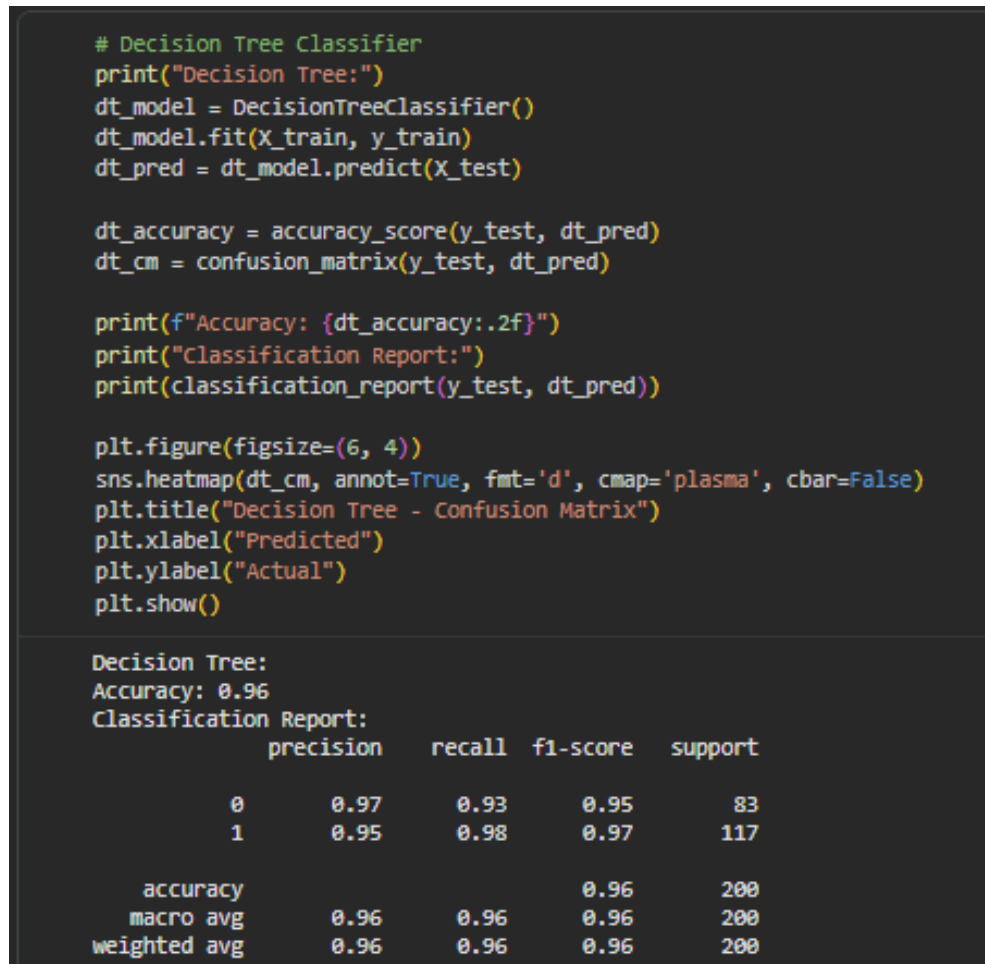 # Decision Tree Classifier
print("Decision Tree:")
dt_model = DecisionTreeClassifier()
dt_model.fit(X_train, y_train)
dt_pred = dt_model.predict(X_test)
dt_accuracy = accuracy_score(y_test, dt_pred)
dt_cm = confusion_matrix(y_test, dt_pred)
print(f"Accuracy: {dt_accuracy:.2f}")
print("Classification Report:")
print(classification_report(y_test, dt_pred))
plt.figure(figsize=(6, 4))
sns.heatmap(dt_cm, annot=True, fmt='d', cmap='plasma', cbar=False)
plt.title("Decision Tree - Confusion Matrix")
plt.xlabel("Predicted")
plt.ylabel("Actual")
plt.show()
Decision Tree:
Accuracy: 0.96
Classification Report:
precision recall f1-score support
0 0.97 0.93 0.95 83
1 0.95 0.98 0.97 117
accuracy 0.96 200
macro avg 0.96 0.96 0.96 200
weighted avg 0.96 0.96 0.96 200